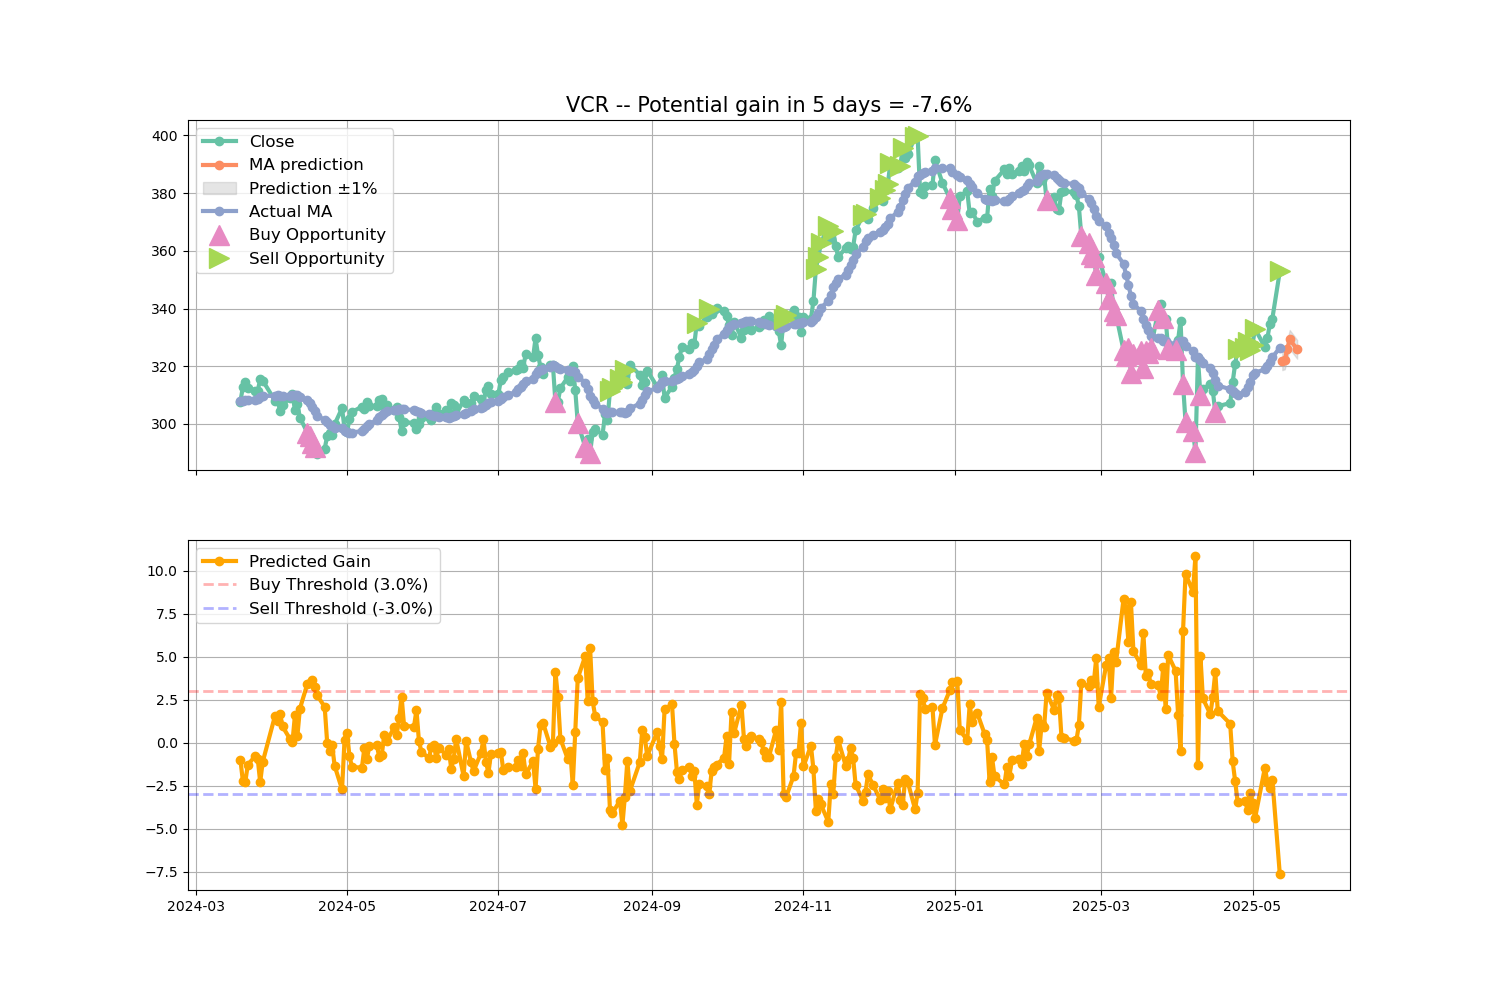 VCR -- Potential gain in 5 days = -7.6%
400
380
360
340
320
300
Close
MA prediction
Prediction ±1%
Actual MA
Buy Opportunity
Sell Opportunity
10.0
7.5
5.0
2.5
0.0
−2.5
−5.0
−7.5
Predicted Gain
Buy Threshold (3.0%)
Sell Threshold (-3.0%)
2024-03
2024-05
2024-07
2024-09
2024-11
2025-01
2025-03
2025-05